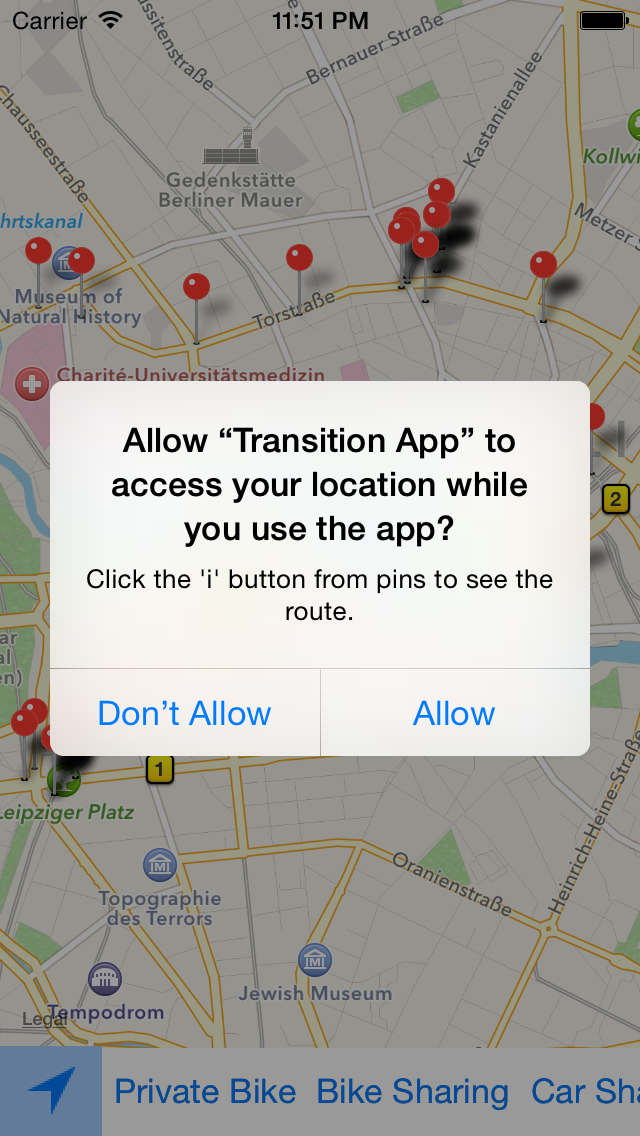 Carrier 11:51 PM
ssitenstraße
Bernauer Straße
Kastanienallee
Chausseestraße
Kollwi
Gedenkstätte
Berliner Mauer
hrtskanal
Metzer S
Museum of
Natural History
Torstraße
Charité-Universitätsmedizin
Allow “Transition App” to
access your location while
you use the app?
2
Click the 'i' button from pins to see the
route.
ar
al
en)
Don’t Allow Allow
1
Leipziger Platz
Heinrich-Heine-Straße
Oranienstraße
Topographie
des Terrors
Jewish Museum
Tempodrom
Legal
Private Bike Bike Sharing Car Sha